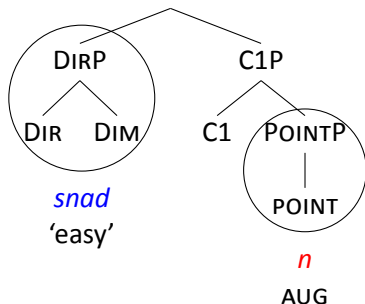 DIRP C1P
DIR DIM C1 POINTP
snad POINT
'easy' n
AUG